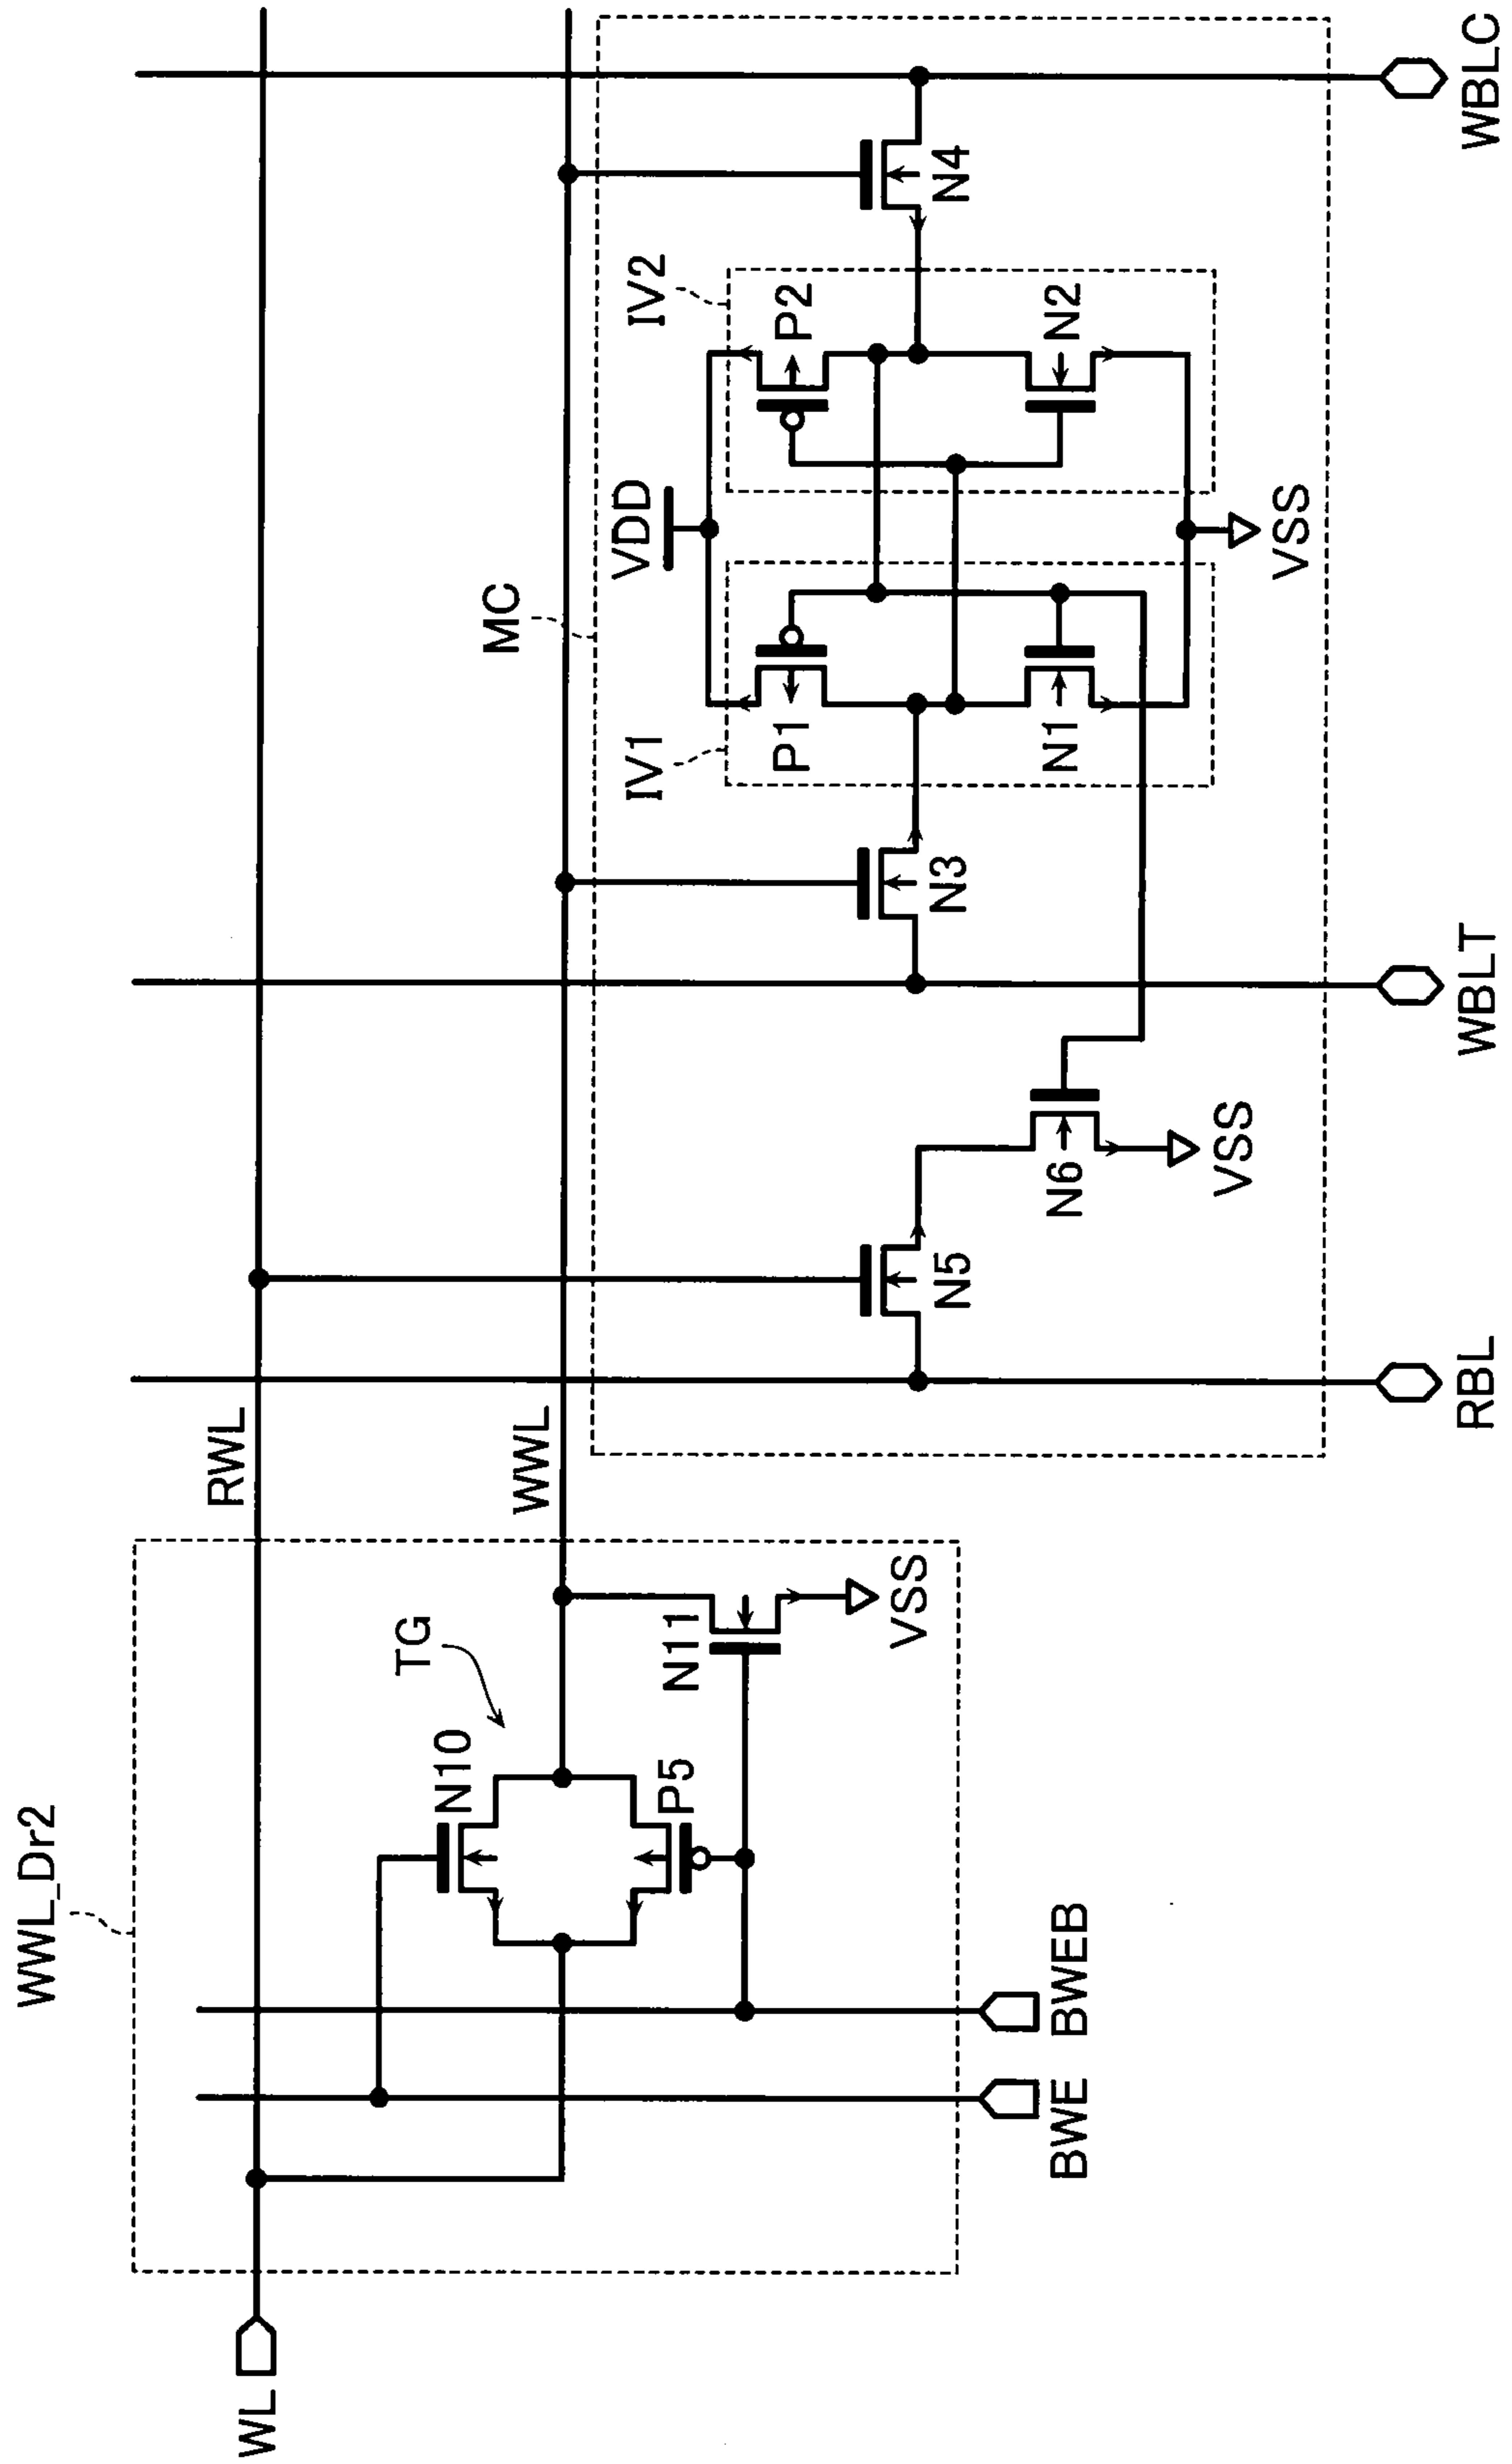 WWL_Dr2
WL
BWE
BWEB
N10
P5
TG
N11
VSS
RWL
WWL
MC
RBL
N5
N6
VSS
WBLT
N3
IV1
P1
N1
VDD
VSS
IV2
P2
N2
N4
WBLC